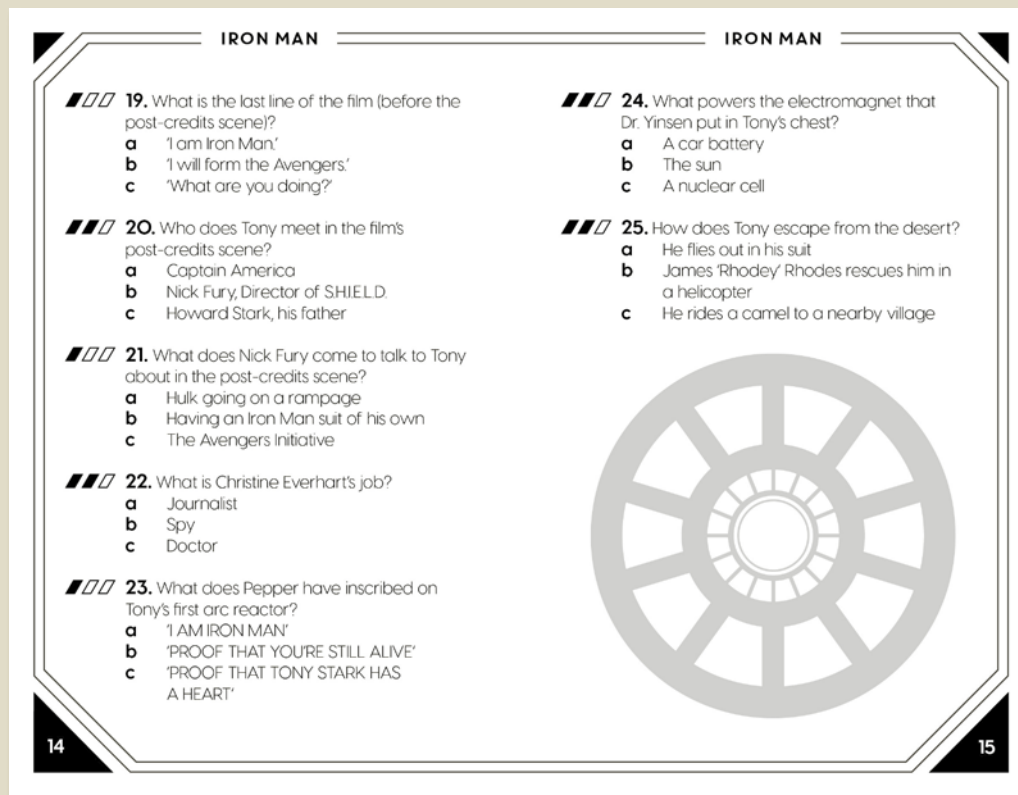 IRON MAN
19. What is the last line of the film (before the
post-credits scene)?
a 'I am Iron Man.'
b 'I will form the Avengers.'
c 'What are you doing?'
20. Who does Tony meet in the film's
post-credits scene?
a Captain America
b Nick Fury, Director of S.H.I.E.L.D.
c Howard Stark, his father
21. What does Nick Fury come to talk to Tony
about in the post-credits scene?
a Hulk going on a rampage
b Having an Iron Man suit of his own
c The Avengers Initiative
22. What is Christine Everhart's job?
a Journalist
b Spy
c Doctor
23. What does Pepper have inscribed on
Tony's first arc reactor?
a 'I AM IRON MAN'
b 'PROOF THAT YOU'RE STILL ALIVE'
c 'PROOF THAT TONY STARK HAS
A HEART'
14
IRON MAN
24. What powers the electromagnet that
Dr. Yinsen put in Tony's chest?
a A car battery
b The sun
c A nuclear cell
25. How does Tony escape from the desert?
a He flies out in his suit
b James 'Rhodey' Rhodes rescues him in
a helicopter
c He rides a camel to a nearby village
15